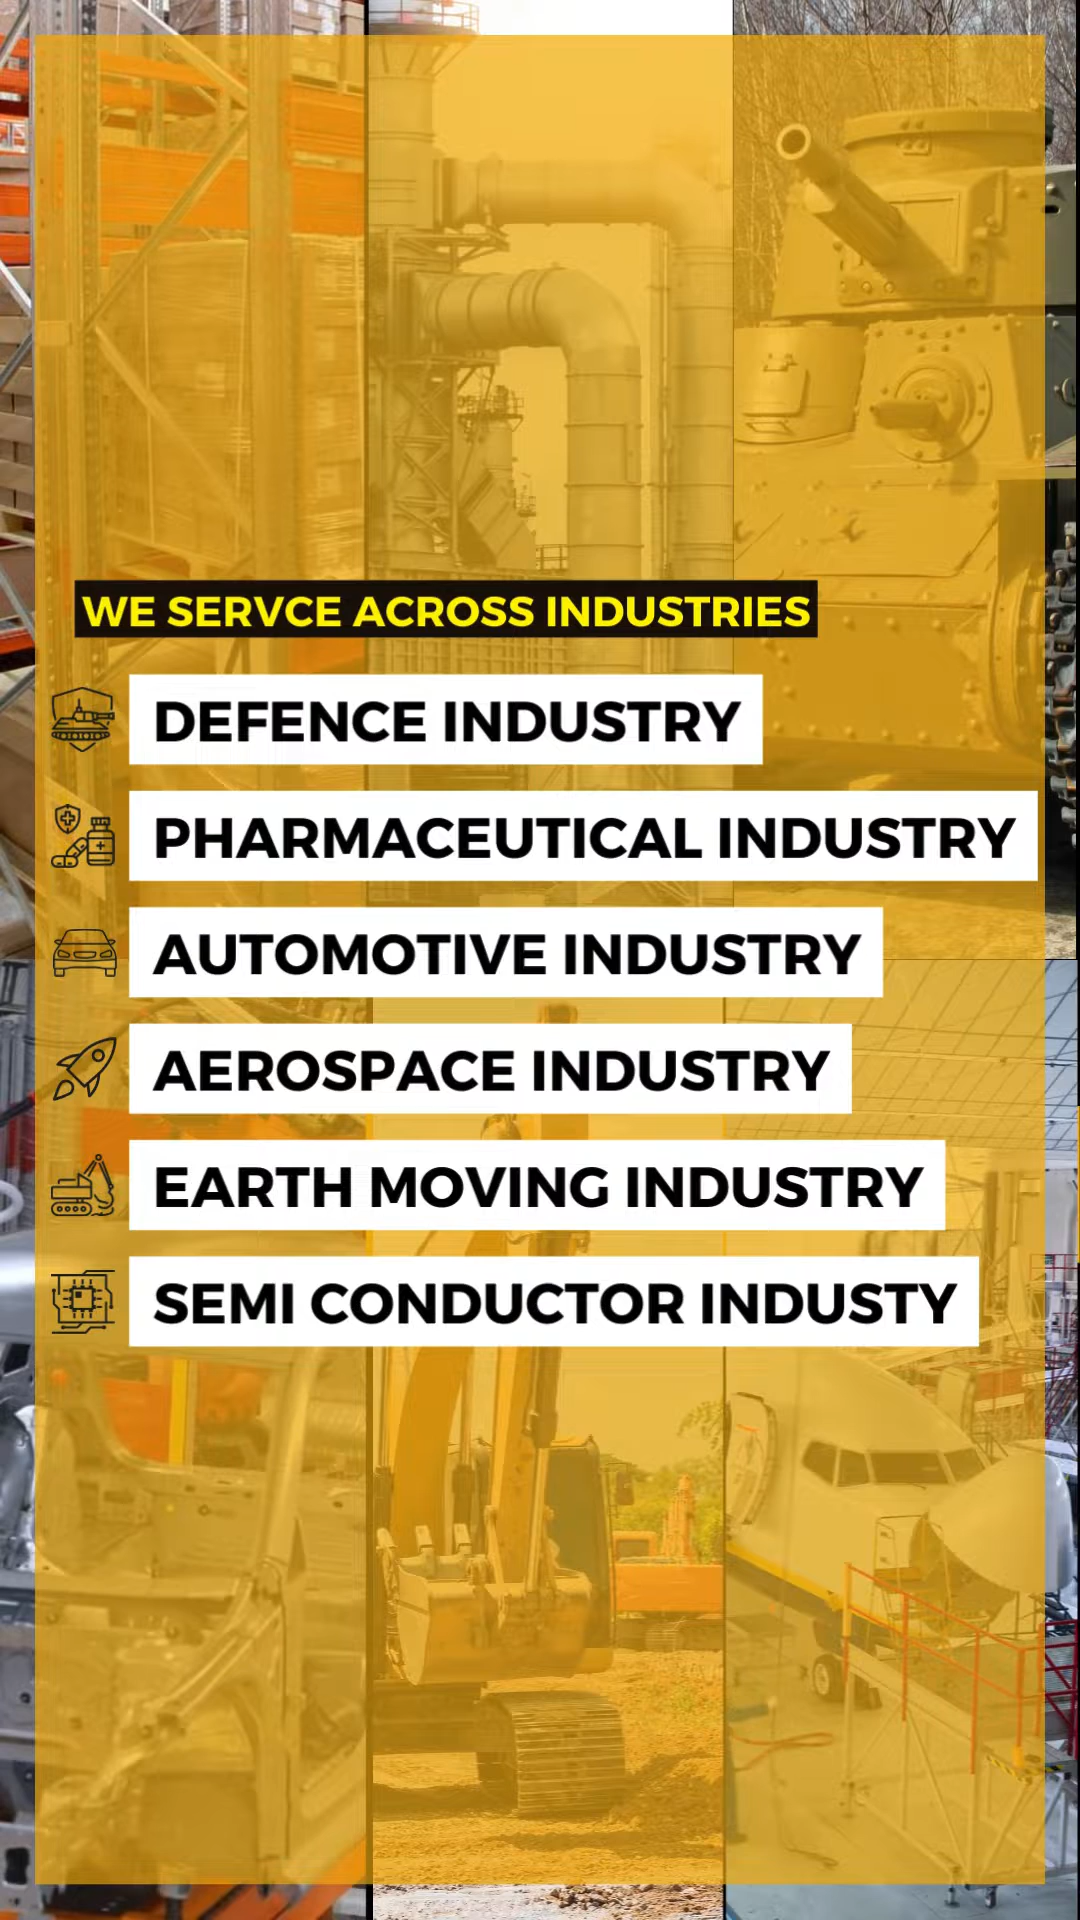 WE SERVCE ACROSS INDUSTRIES
DEFENCE INDUSTRY
PHARMACEUTICAL INDUSTRY
AUTOMOTIVE INDUSTRY
AEROSPACE INDUSTRY
EARTH MOVING INDUSTRY
SEMI CONDUCTOR INDUSTY